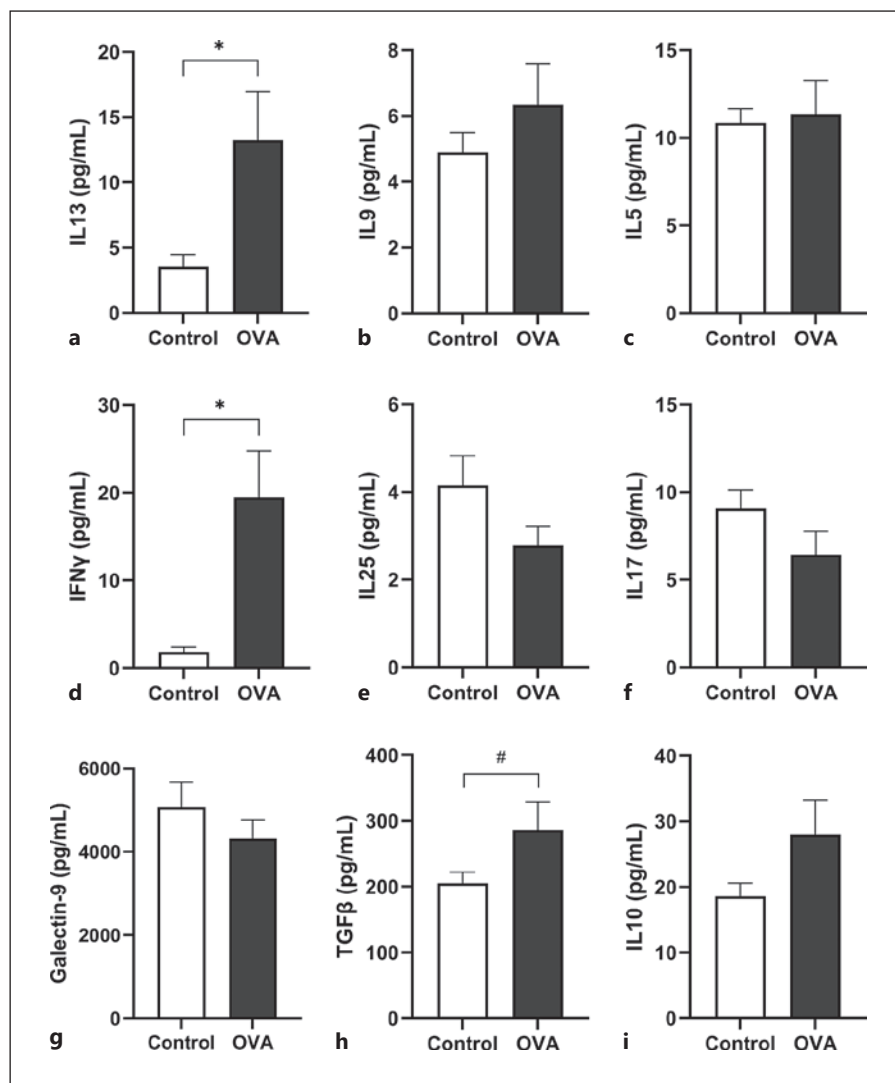 *
20
15
10
5
0
IL13 (pg/mL)
Control OVA
a
8
6
4
2
0
IL9 (pg/mL)
Control OVA
b
15
10
5
0
IL5 (pg/mL)
Control OVA
c
*
30
20
10
0
IFNγ (pg/mL)
Control OVA
d
6
4
2
0
IL25 (pg/mL)
Control OVA
e
15
10
5
0
IL17 (pg/mL)
Control OVA
f
6000
4000
2000
0
Galectin-9 (pg/mL)
Control OVA
g
#
400
300
200
100
0
TGFβ (pg/mL)
Control OVA
h
40
30
20
10
0
IL10 (pg/mL)
Control OVA
i